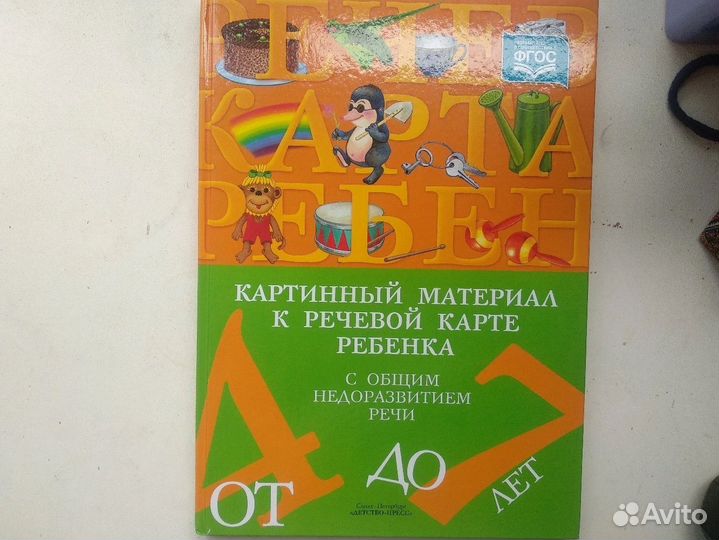 РЕЧЕВ
ФГОС
КАРТА
РЕБЕН
КАРТИННЫЙ МАТЕРИАЛ
К РЕЧЕВОЙ КАРТЕ
РЕБЕНКА
С ОБЩИМ
НЕДОРАЗВИТИЕМ
РЕЧИ
ОТ 4 ДО 7 ЛЕТ
Санкт-Петербург
«ДЕТСТВО-ПРЕСС»
Avito